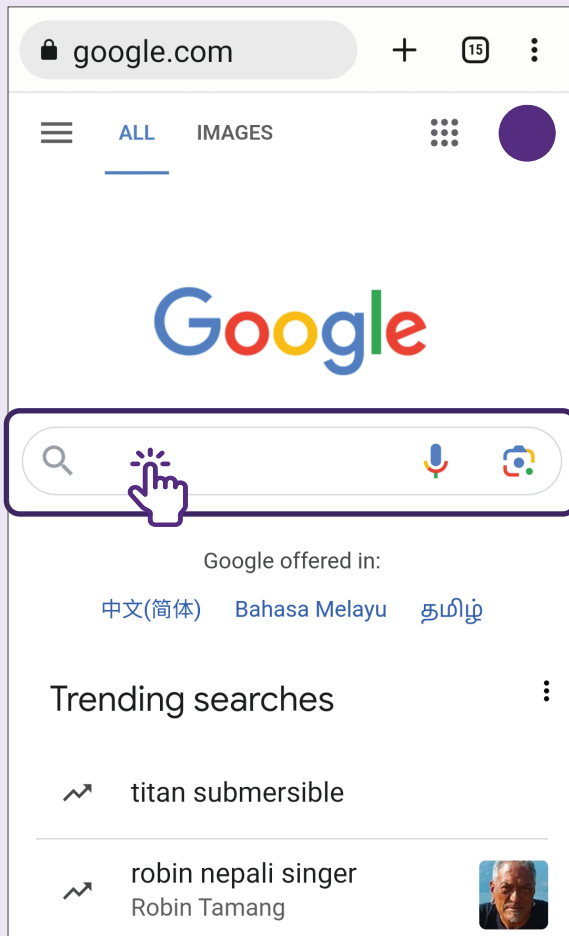 google.com
15
ALL IMAGES
Google
Google offered in:
中文(简体) Bahasa Melayu தமிழ்
Trending searches
titan submersible
robin nepali singer
Robin Tamang